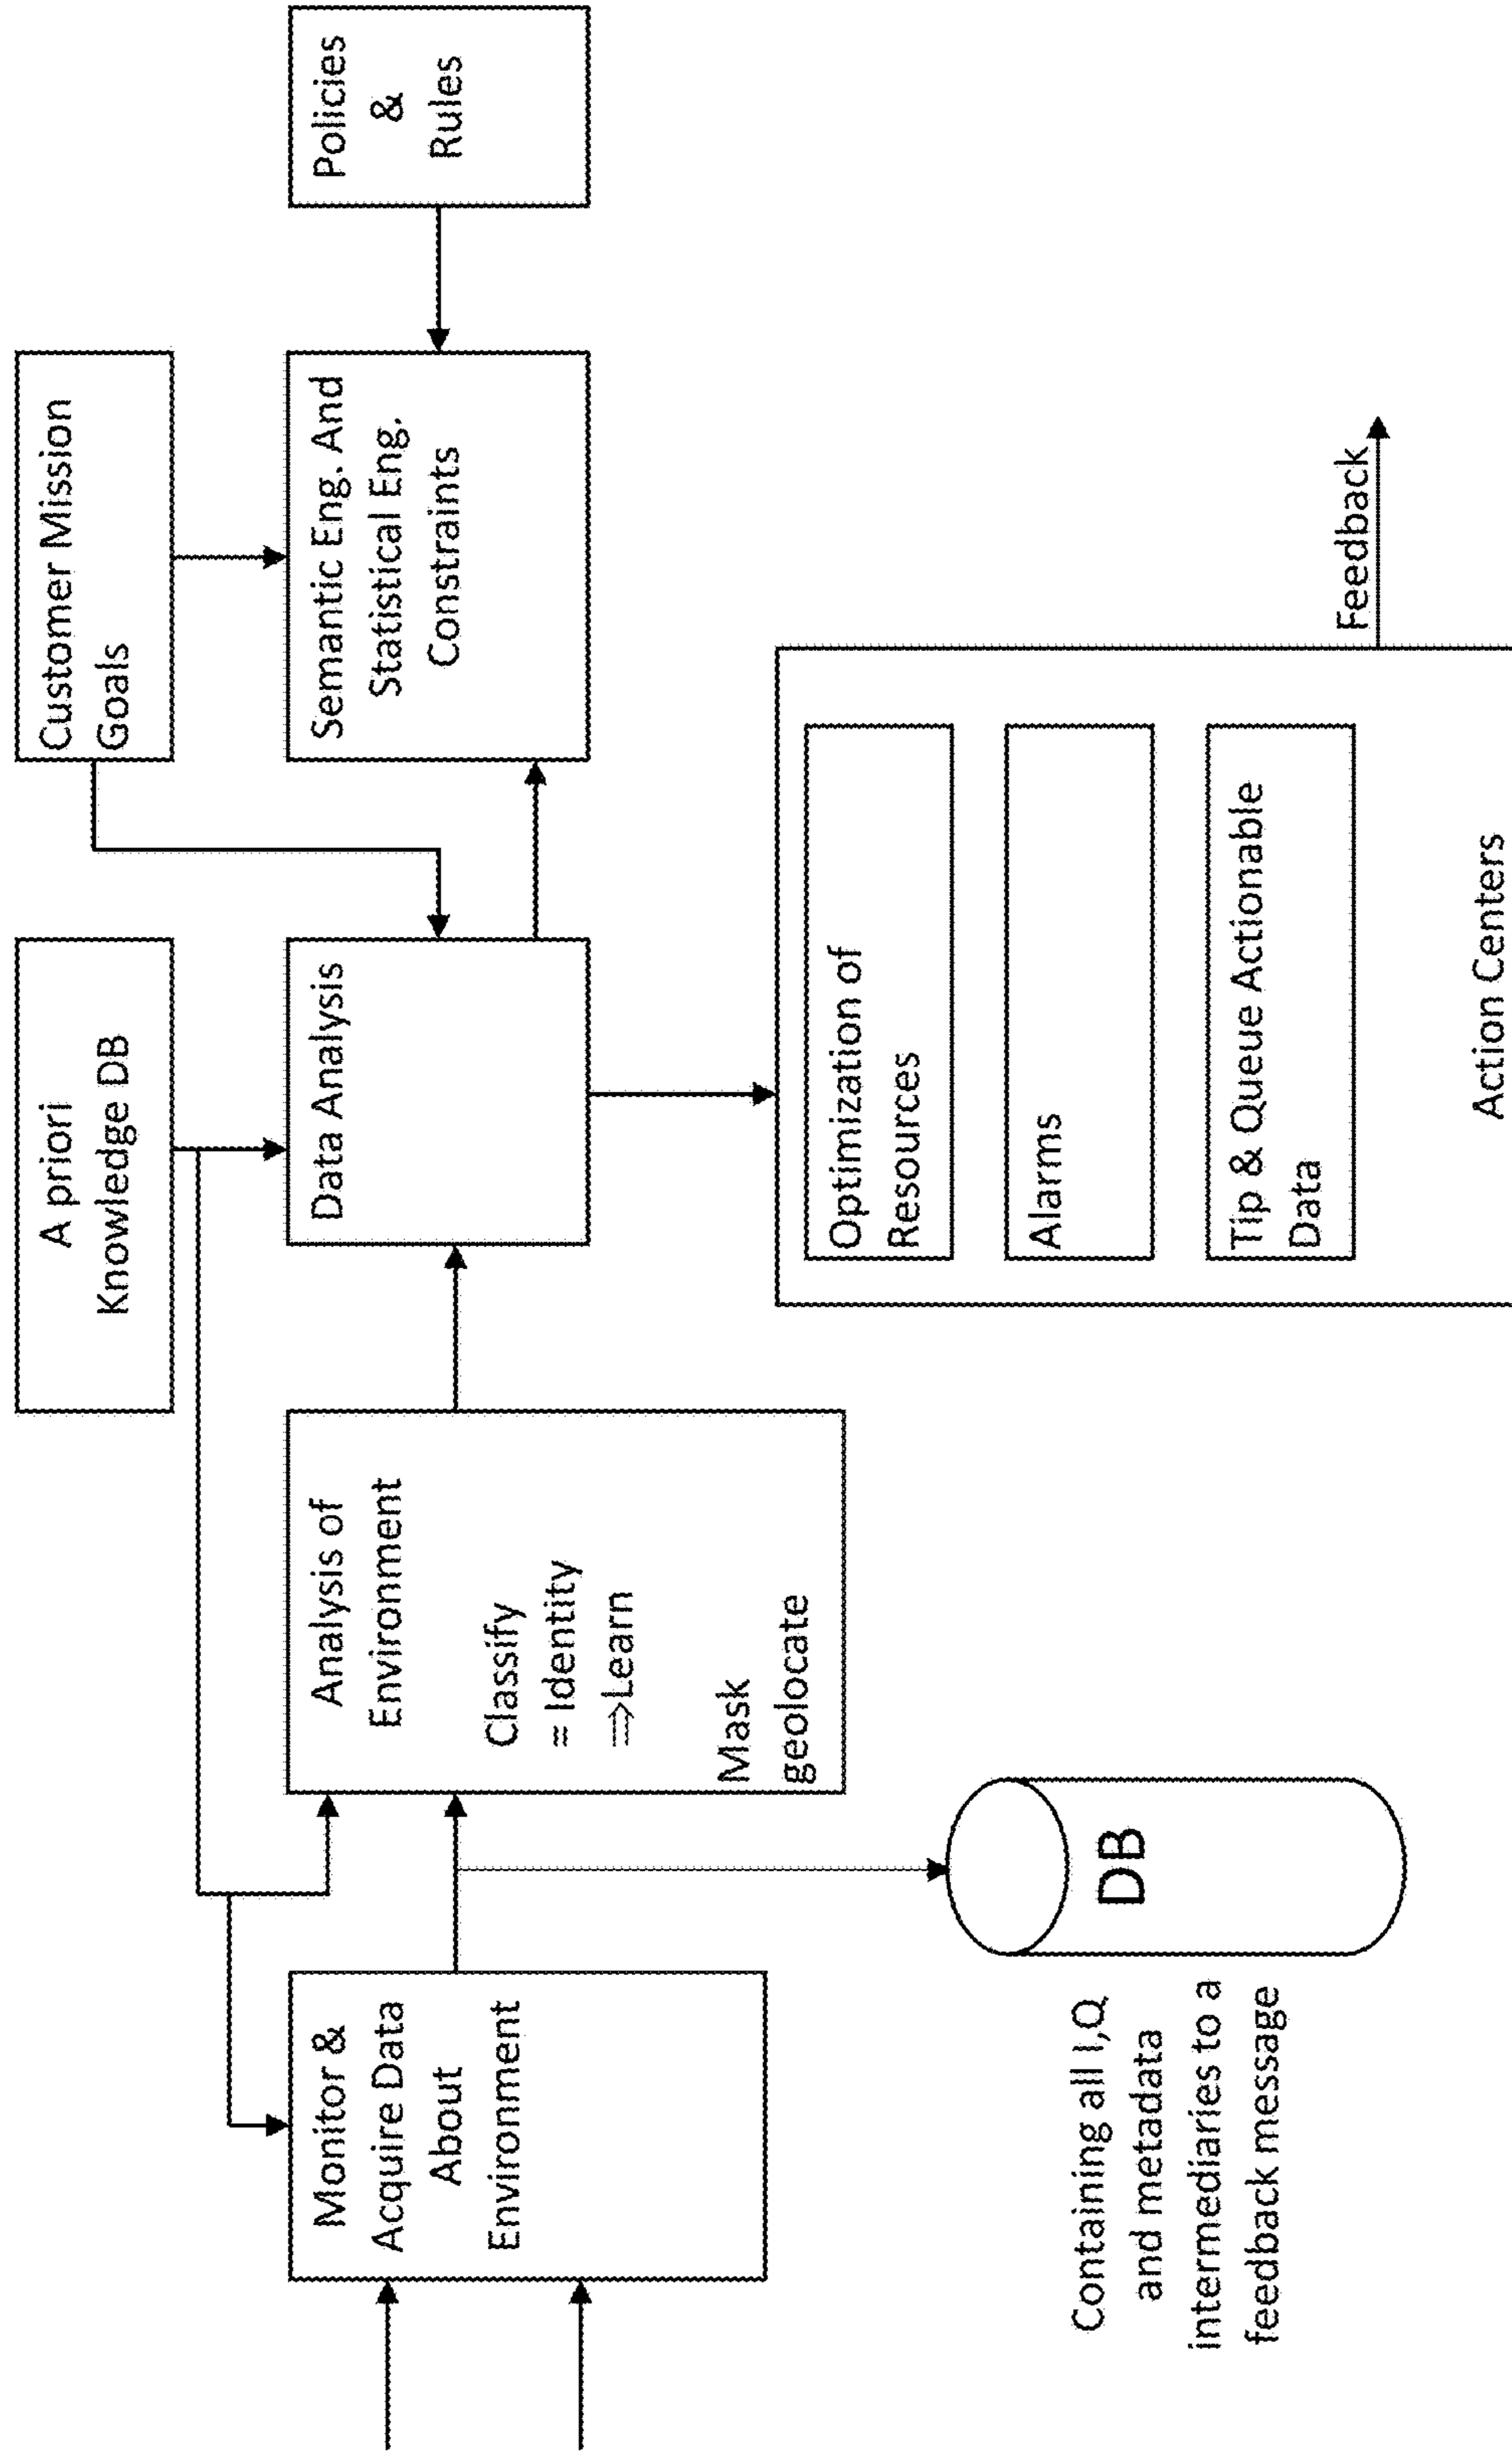 A priori
Knowledge DB
Customer Mission
Goals
Monitor &
Acquire Data
About
Environment
Analysis of
Environment
Classify
= Identity
⇒Learn
Mask
geolocate
Data Analysis
Semantic Eng. And
Statistical Eng.
Constraints
Policies
&
Rules
DB
Containing all I,Q
and metadata
intermediaries to a
feedback message
Optimization of
Resources
Alarms
Tip & Queue Actionable
Data
Action Centers
Feedback